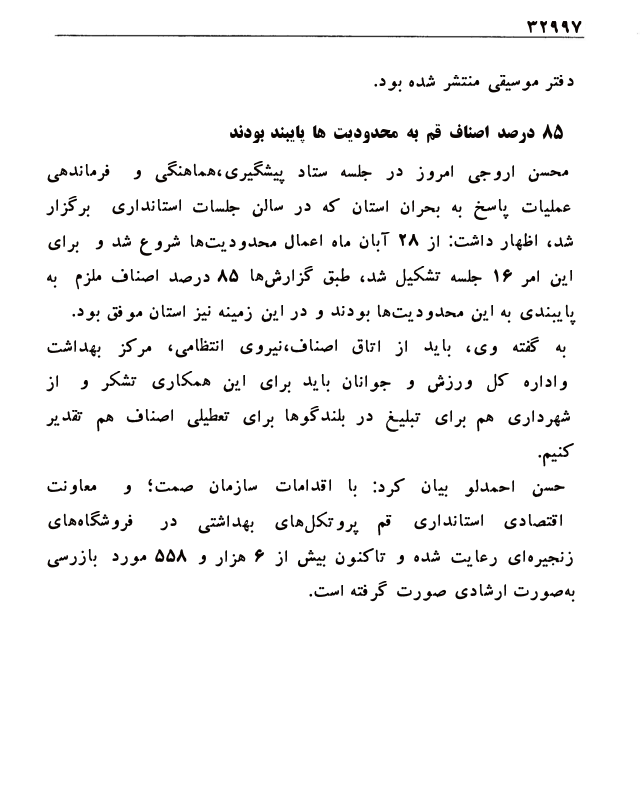 ۳۲۹۹۷
دفتر موسیقی منتشر شده بود.
۸۵ درصد اصناف قم به محدودیت ها پایبند بودند
محسن اروجی امروز در جلسه ستاد پیشگیری،هماهنگی و فرماندهی
عملیات پاسخ به بحران استان که در سالن جلسات استانداری برگزار
شد، اظهار داشت: از ۲۸ آبان ماه اعمال محدودیت‌ها شروع شد و برای
این امر ۱۶ جلسه تشکیل شد، طبق گزارش‌ها ۸۵ درصد اصناف ملزم به
پایبندی به این محدودیت‌ها بودند و در این زمینه نیز استان موفق بود.
به گفته وی، باید از اتاق اصناف،نیروی انتظامی، مرکز بهداشت
واداره کل ورزش و جوانان باید برای این همکاری تشکر و از
شهرداری هم برای تبلیغ در بلندگوها برای تعطیلی اصناف هم تقدیر
کنیم.
حسن احمدلو بیان کرد: با اقدامات سازمان صمت؛ و معاونت
اقتصادی استانداری قم پروتکل‌های بهداشتی در فروشگاه‌های
زنجیره‌ای رعایت شده و تاکنون بیش از ۶ هزار و ۵۵۸ مورد بازرسی
به‌صورت ارشادی صورت گرفته است.